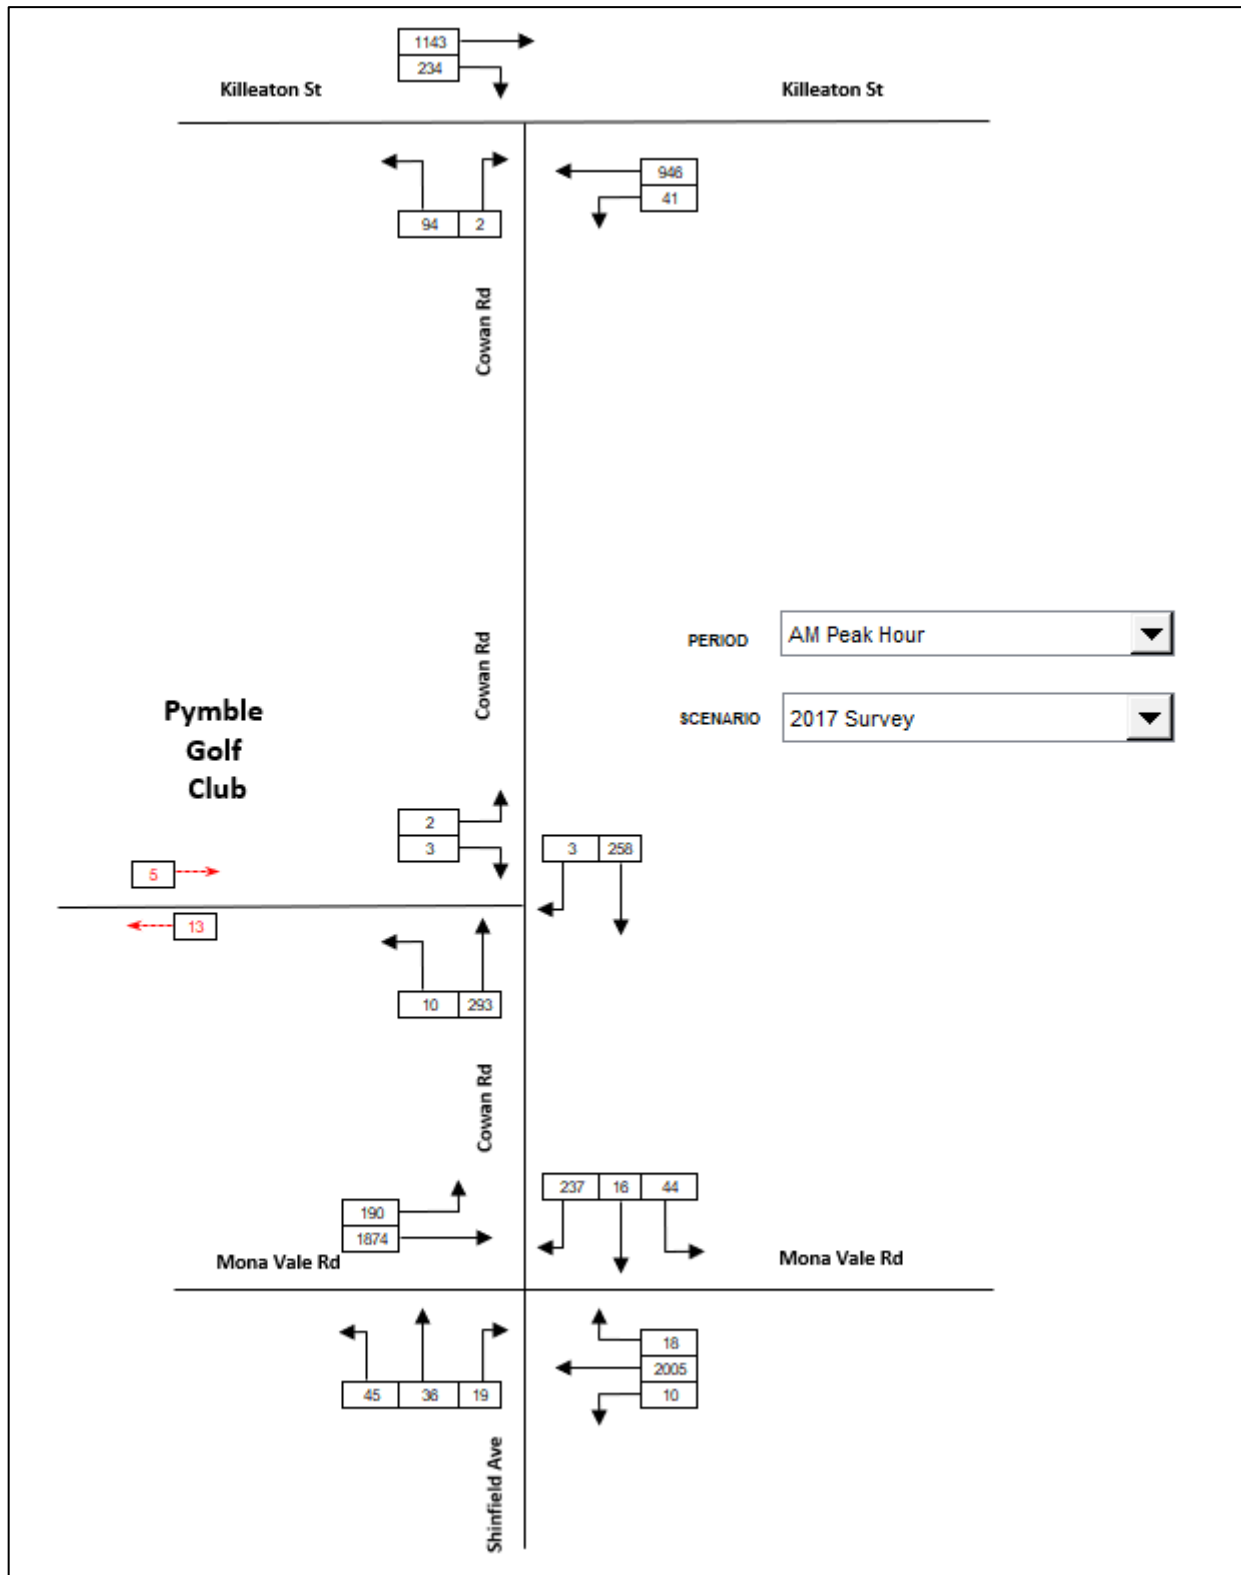 1143
234
Killeaton St
Killeaton St
946
41
94 2
Cowan Rd
PERIOD AM Peak Hour
Cowan Rd
SCENARIO 2017 Survey
Pymble
Golf
Club
2
3
3 258
5
13
10 293
Cowan Rd
237 16 44
190
1874
Mona Vale Rd
Mona Vale Rd
18
2005
10
45 36 19
Shinfield Ave